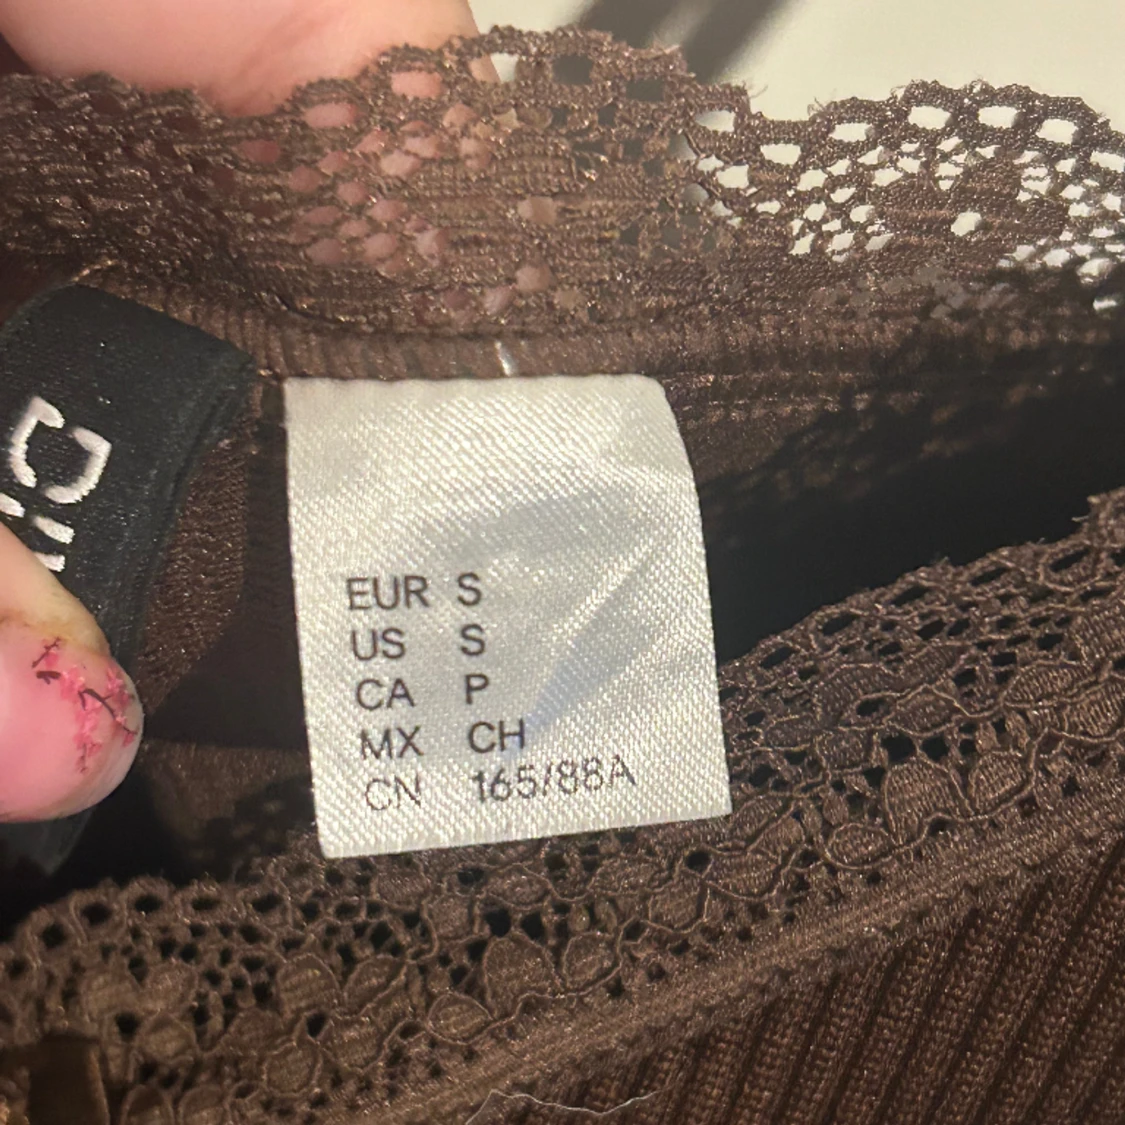 EUR S
US S
CA P
MX CH
CN 165/88A